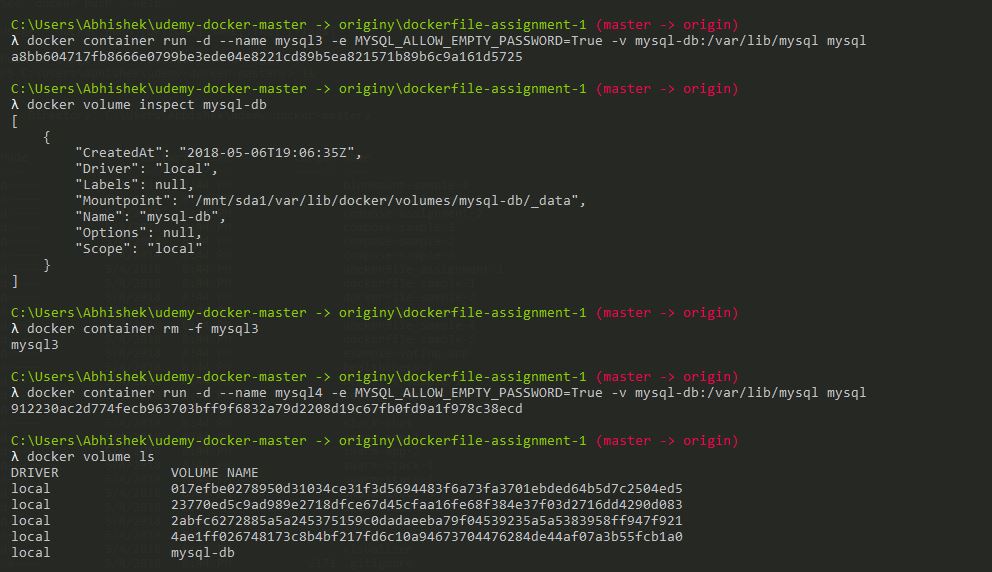 C:\Users\Abhishek\udemy-docker-master -> originy\dockerfile-assignment-1 (master -> origin)
λ docker container run -d --name mysql3 -e MYSQL_ALLOW_EMPTY_PASSWORD=True -v mysql-db:/var/lib/mysql mysql
a8bb604717fb8666e0799be3ede04e8221cd89b5ea821571b89b6c9a161d5725
C:\Users\Abhishek\udemy-docker-master -> originy\dockerfile-assignment-1 (master -> origin)
λ docker volume inspect mysql-db
[
    {
        "CreatedAt": "2018-05-06T19:06:35Z",
        "Driver": "local",
        "Labels": null,
        "Mountpoint": "/mnt/sda1/var/lib/docker/volumes/mysql-db/_data",
        "Name": "mysql-db",
        "Options": null,
        "Scope": "local"
    }
]
C:\Users\Abhishek\udemy-docker-master -> originy\dockerfile-assignment-1 (master -> origin)
λ docker container rm -f mysql3
mysql3
C:\Users\Abhishek\udemy-docker-master -> originy\dockerfile-assignment-1 (master -> origin)
λ docker container run -d --name mysql4 -e MYSQL_ALLOW_EMPTY_PASSWORD=True -v mysql-db:/var/lib/mysql mysql
912230ac2d774fecb963703bff9f6832a79d2208d19c67fb0fd9a1f978c38ecd
C:\Users\Abhishek\udemy-docker-master -> originy\dockerfile-assignment-1 (master -> origin)
λ docker volume ls
DRIVER              VOLUME NAME
local               017efbe0278950d31034ce31f3d5694483f6a73fa3701ebded64b5d7c2504ed5
local               23770ed5c9ad989e2718dfce67d45cfaa16fe68f384e37f03d2716dd4290d083
local               2abfc6272885a5a245375159c0dadaeeba79f04539235a5a5383958ff947f921
local               4ae1ff026748173c8b4bf217fd6c10a94673704476284de44af07a3b55fcb1a0
local               mysql-db